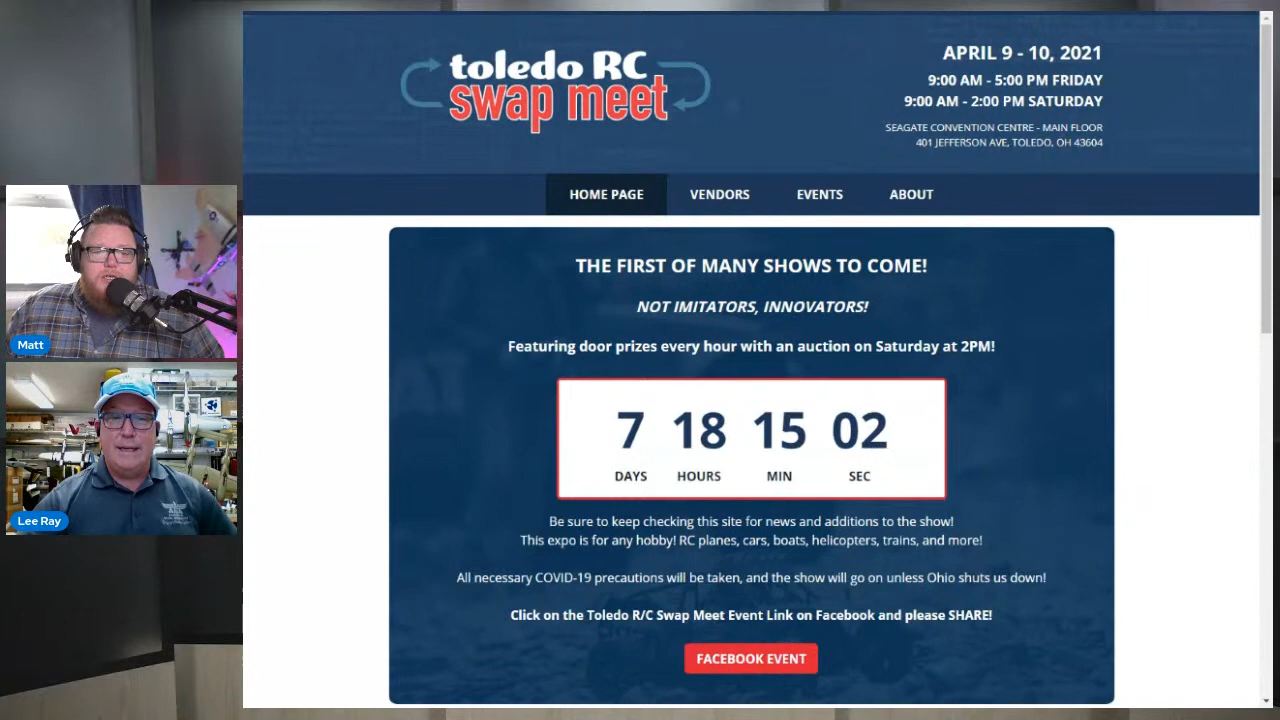 toledo RC
swap meet
APRIL 9 - 10, 2021
9:00 AM - 5:00 PM FRIDAY
9:00 AM - 2:00 PM SATURDAY
SEAGATE CONVENTION CENTRE - MAIN FLOOR
401 JEFFERSON AVE, TOLEDO, OH 43604
HOME PAGE VENDORS EVENTS ABOUT
THE FIRST OF MANY SHOWS TO COME!
NOT IMITATORS, INNOVATORS!
Featuring door prizes every hour with an auction on Saturday at 2PM!
7 18 15 02
DAYS HOURS MIN SEC
Be sure to keep checking this site for news and additions to the show!
This expo is for any hobby! RC planes, cars, boats, helicopters, trains, and more!
All necessary COVID-19 precautions will be taken, and the show will go on unless Ohio shuts us down!
Click on the Toledo R/C Swap Meet Event Link on Facebook and please SHARE!
FACEBOOK EVENT
Matt
Lee Ray